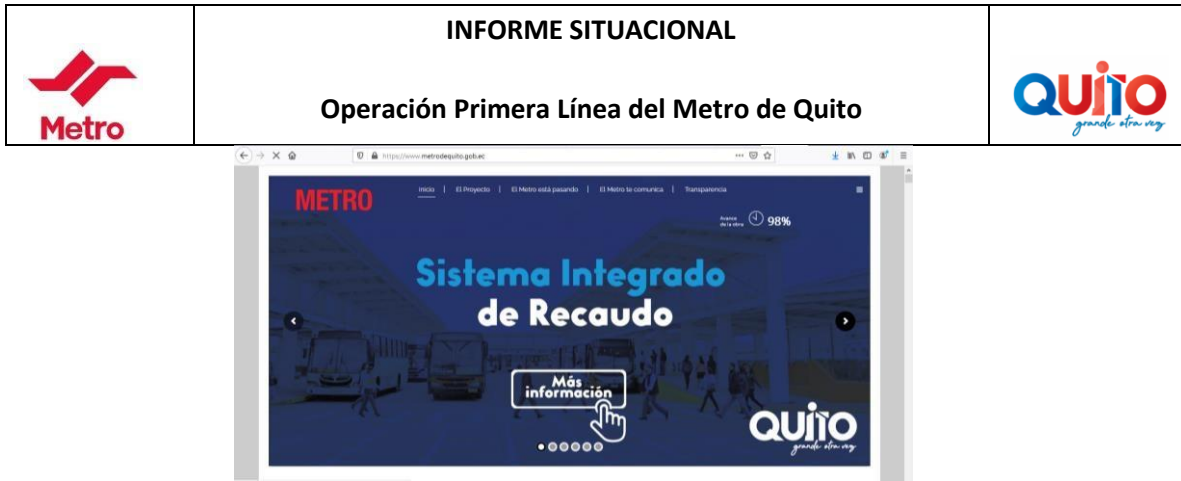 INFORME SITUACIONAL
Operación Primera Línea del Metro de Quito
Metro
QUITO
grande otra vez
https://www.metrodequito.gob.ec
METRO
Inicio | El Proyecto | El Metro está pasando | El Metro te comunica | Transparencia
Avance
de la obra
98%
Sistema Integrado
de Recaudo
Más
información
QUITO
grande otra vez